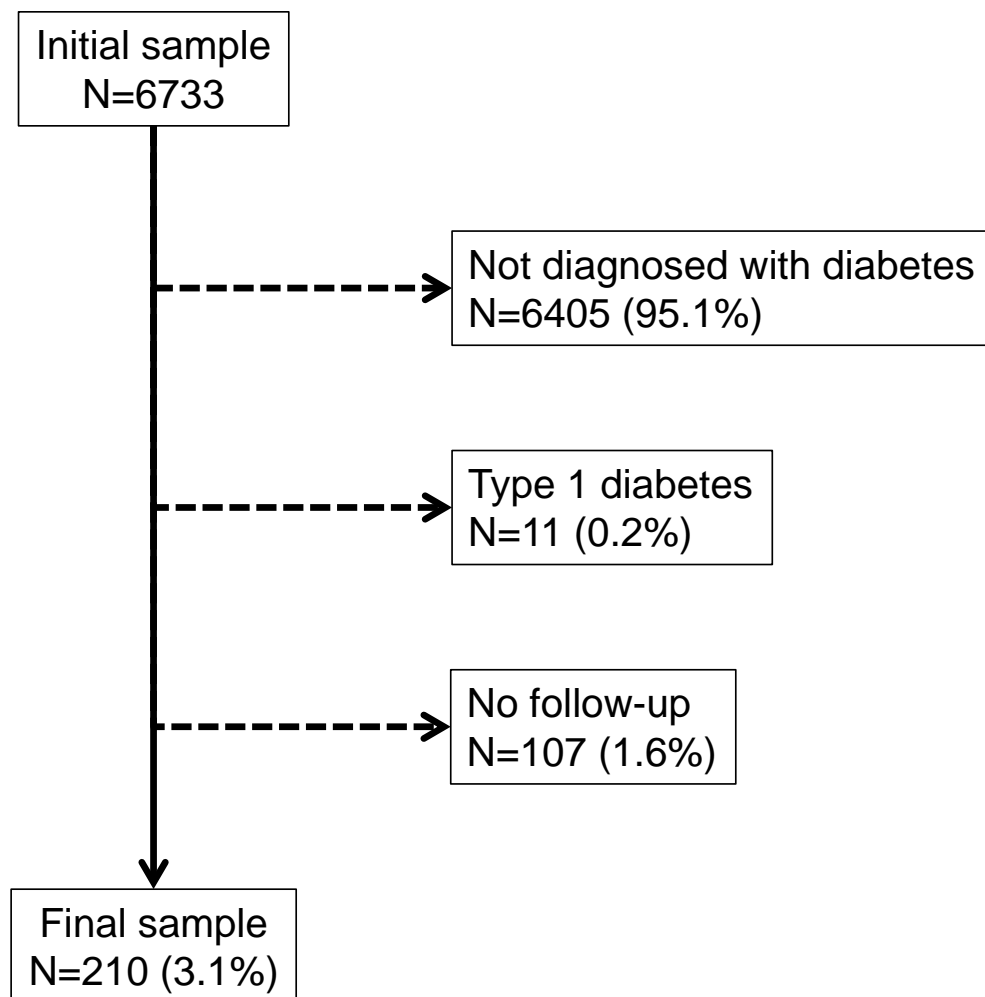 Initial sample
N=6733
Not diagnosed with diabetes
N=6405 (95.1%)
Type 1 diabetes
N=11 (0.2%)
No follow-up
N=107 (1.6%)
Final sample
N=210 (3.1%)